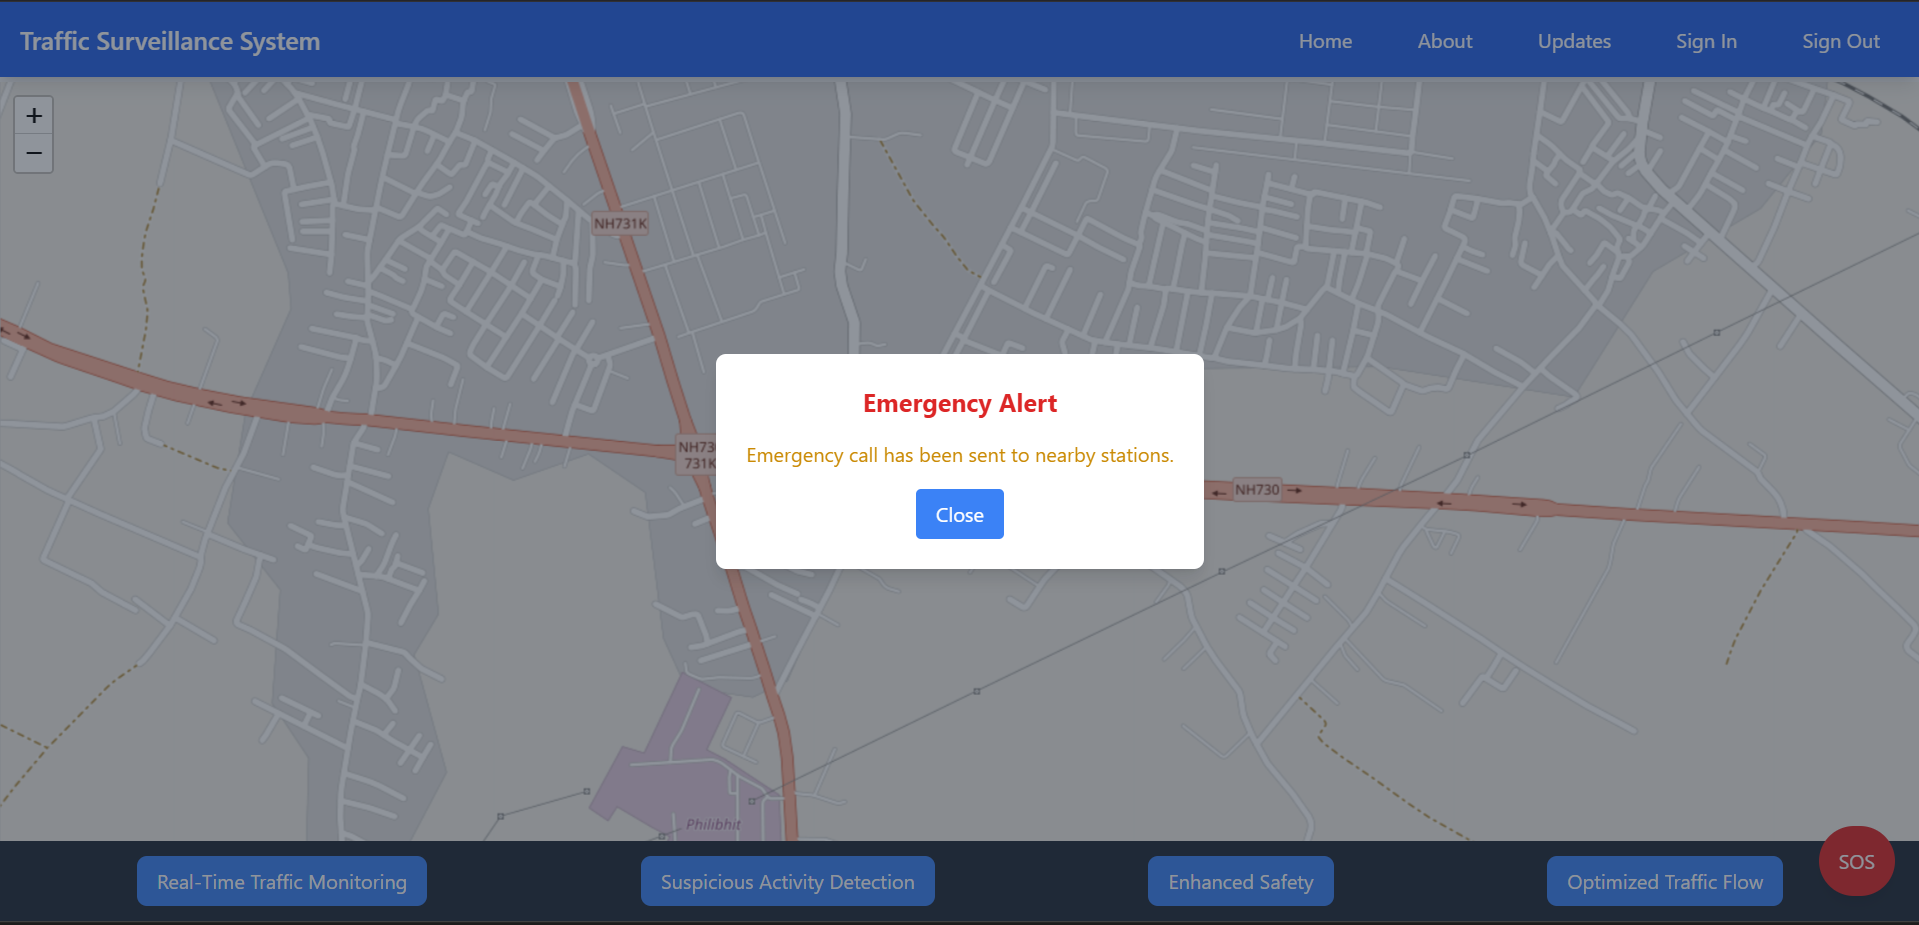 Traffic Surveillance System
Home
About
Updates
Sign In
Sign Out
+
−
NH731K
Emergency Alert
Emergency call has been sent to nearby stations.
Close
731K
NH730
Philibhit
Real-Time Traffic Monitoring
Suspicious Activity Detection
Enhanced Safety
Optimized Traffic Flow
SOS